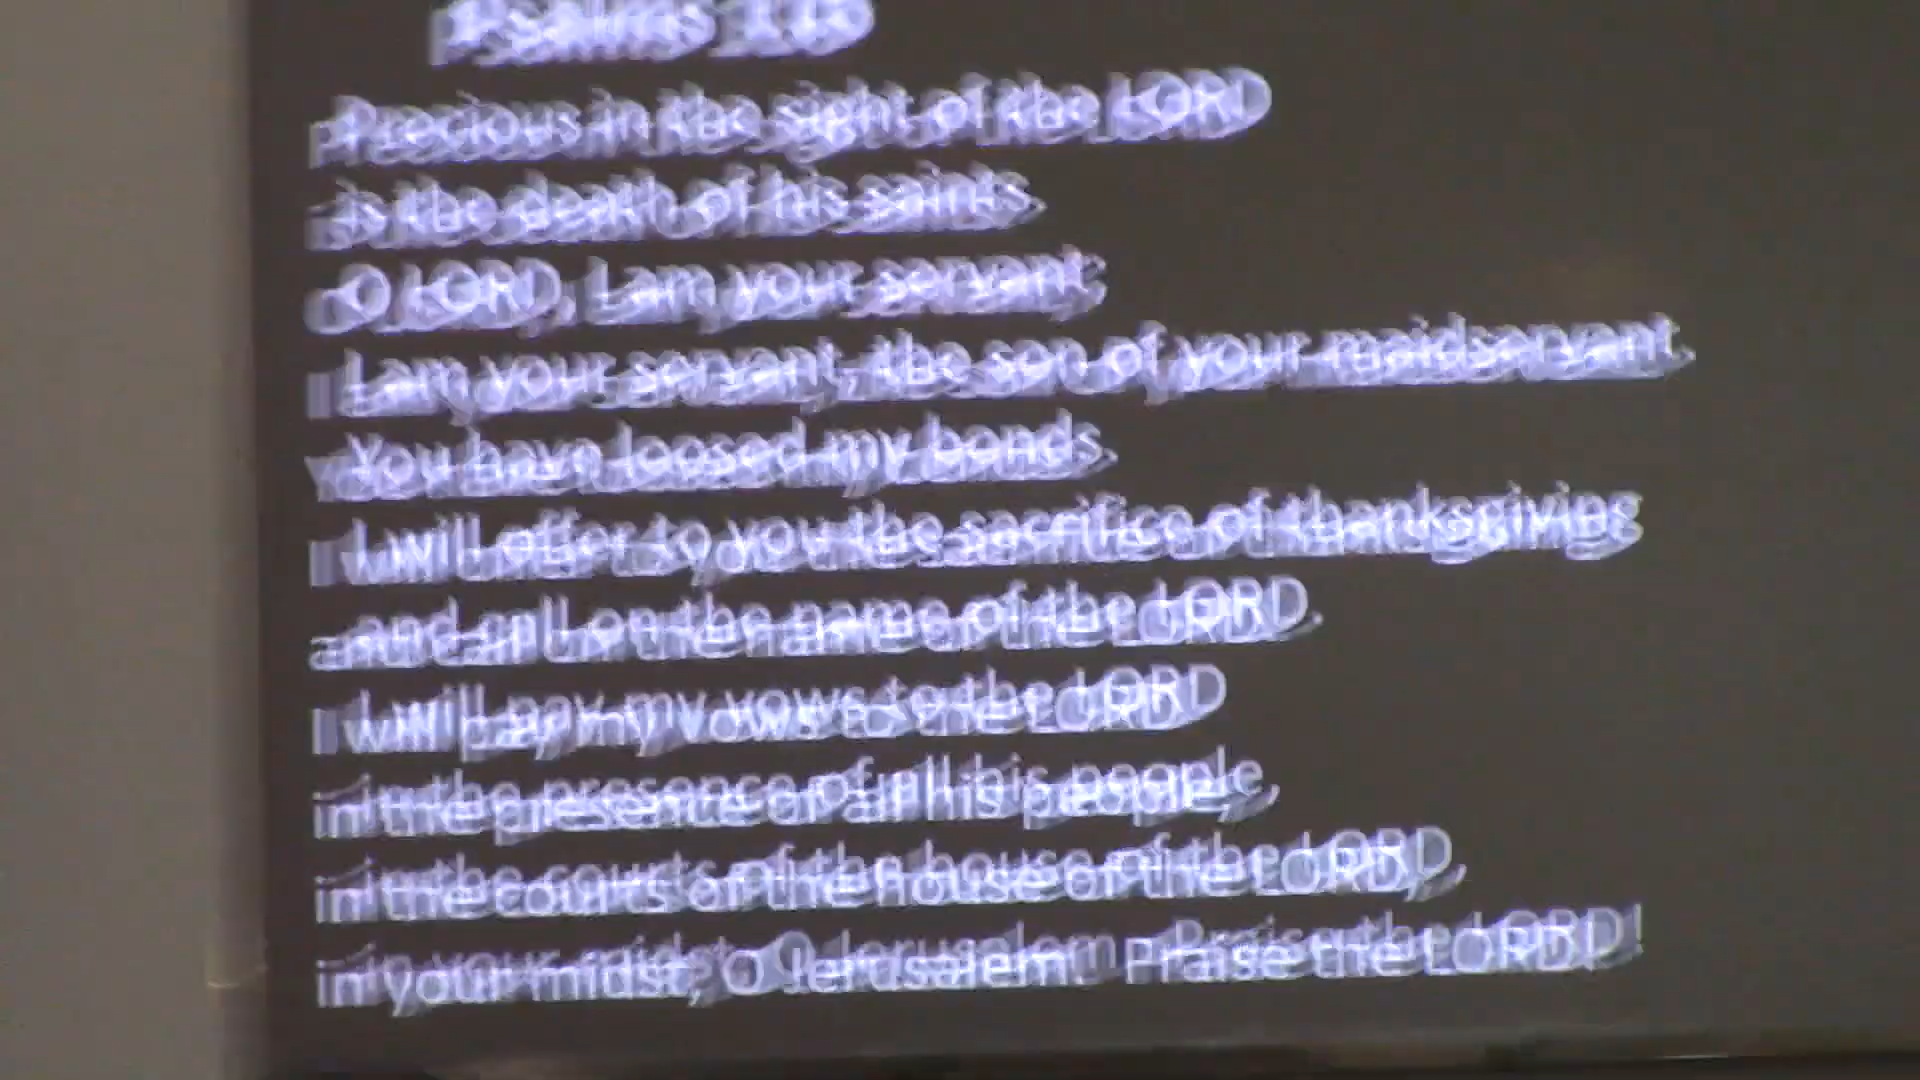 Psalms 116
Precious in the sight of the LORD
is the death of his saints.
O LORD, I am your servant;
I am your servant, the son of your maidservant.
You have loosed my bonds.
I will offer to you the sacrifice of thanksgiving
and call on the name of the LORD.
I will pay my vows to the LORD
in the presence of all his people,
in the courts of the house of the LORD,
in your midst, O Jerusalem. Praise the LORD!